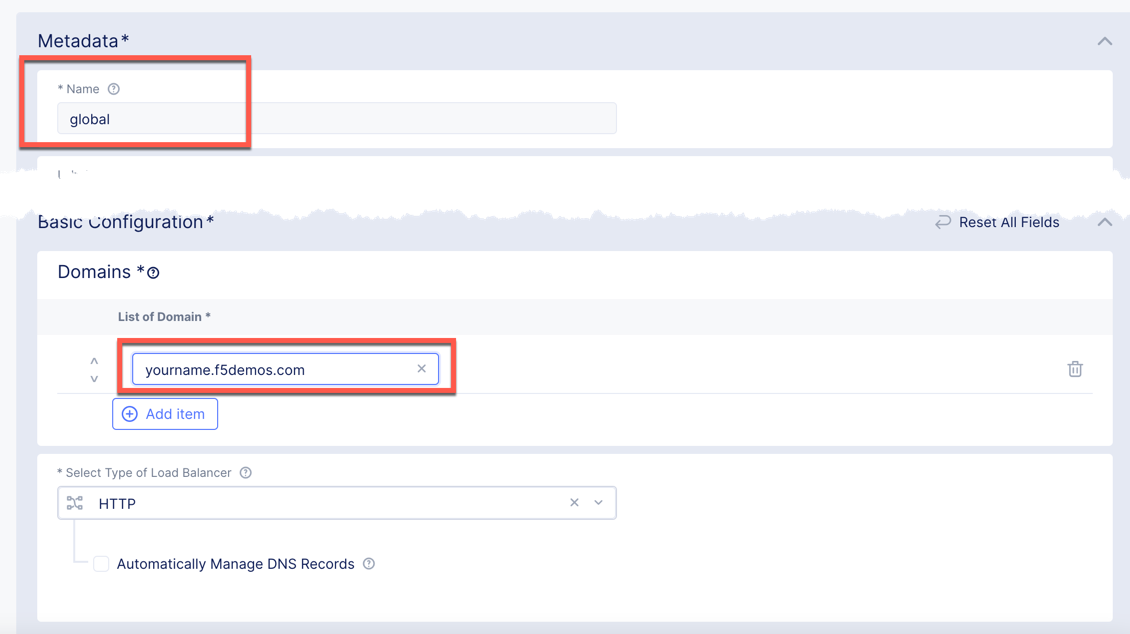 Metadata*
* Name
global
Basic Configuration*
Reset All Fields
Domains *
List of Domain *
yourname.f5demos.com
Add item
* Select Type of Load Balancer
HTTP
Automatically Manage DNS Records